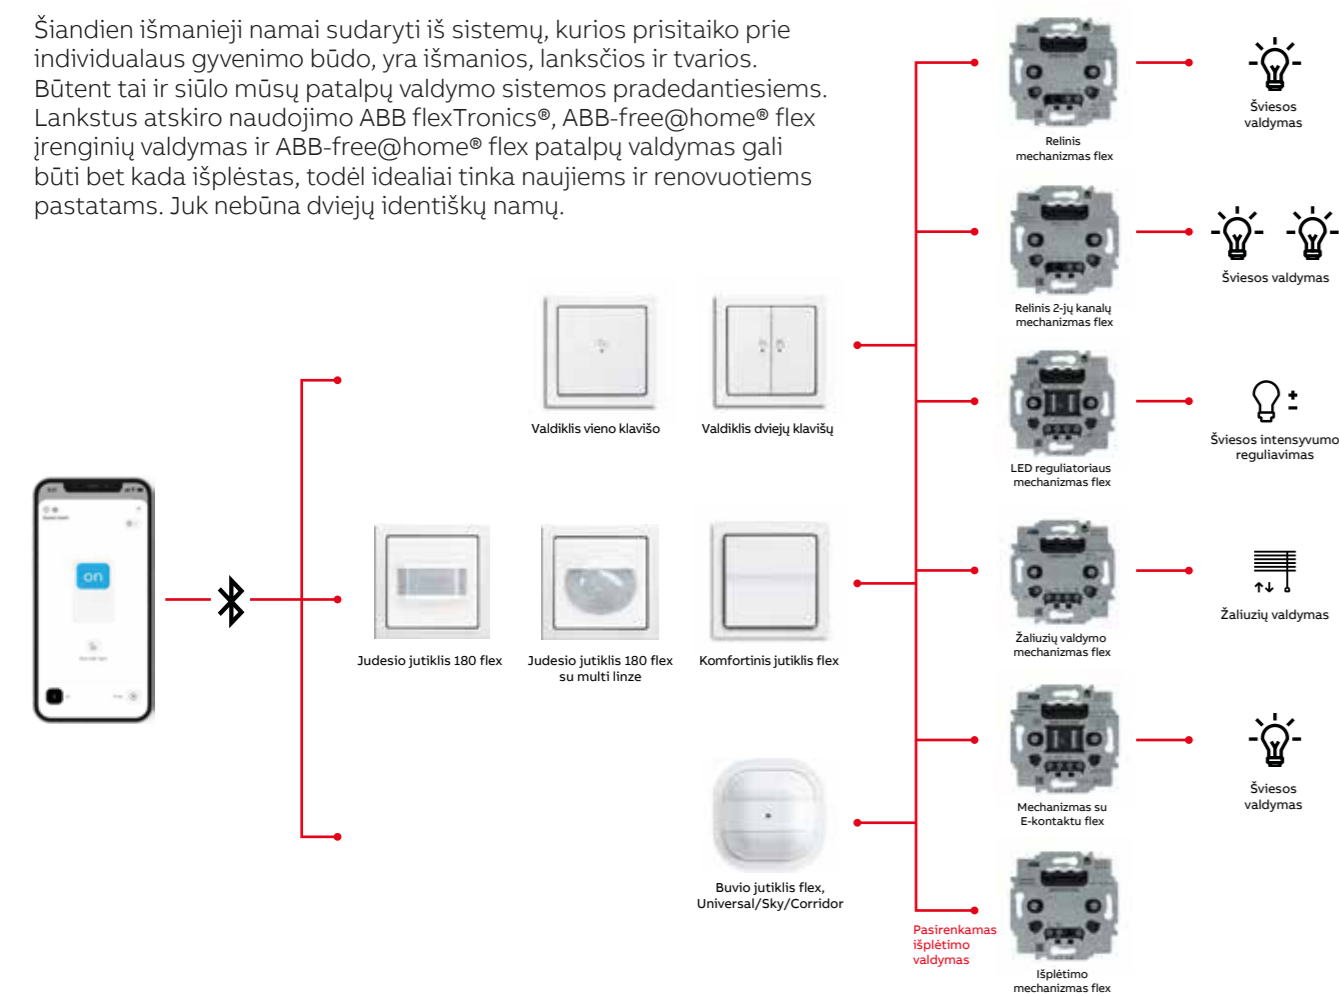 Šiandien išmanieji namai sudaryti iš sistemų, kurios prisitaiko prie
individualaus gyvenimo būdo, yra išmanios, lanksčios ir tvarios.
Būtent tai ir siūlo mūsų patalpų valdymo sistemos pradedantiesiems.
Lankstus atskiro naudojimo ABB flexTronics®, ABB-free@home® flex
įrenginių valdymas ir ABB-free@home® flex patalpų valdymas gali
būti bet kada išplėstas, todėl idealiai tinka naujiems ir renovuotiems
pastatams. Juk nebūna dviejų identiškų namų.
Relinis
mechanizmas flex
Šviesos
valdymas
Relinis 2-jų kanalų
mechanizmas flex
Šviesos valdymas
Valdiklis vieno klavišo
Valdiklis dviejų klavišų
LED reguliatoriaus
mechanizmas flex
Šviesos intensyvumo
reguliavimas
on
Judesio jutiklis 180 flex
Judesio jutiklis 180 flex
su multi linze
Komfortinis jutiklis flex
Žaliuzių valdymo
mechanizmas flex
Žaliuzių valdymas
Mechanizmas su
E-kontaktu flex
Šviesos
valdymas
Buvio jutiklis flex,
Universal/Sky/Corridor
Pasirenkamas
išplėtimo
valdymas
Išplėtimo
mechanizmas flex